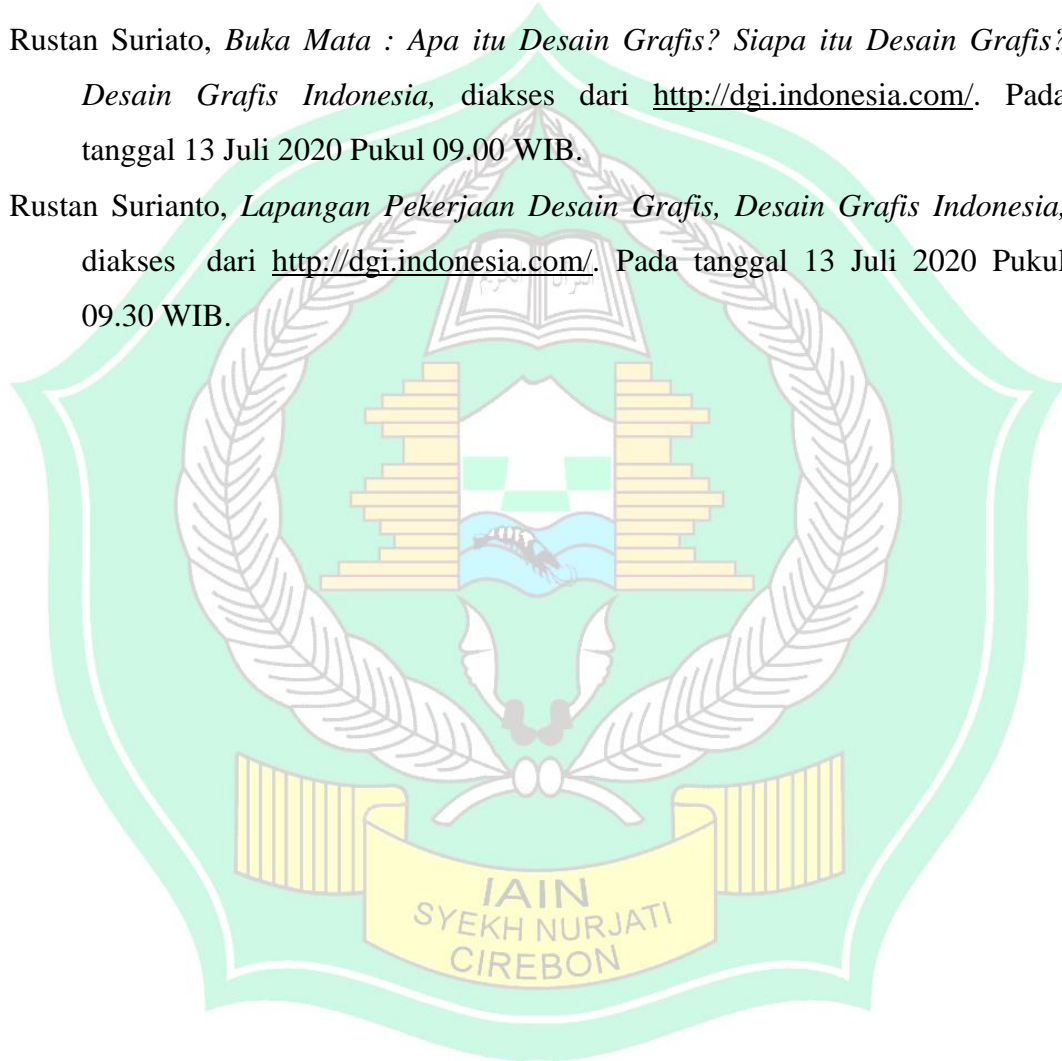 Rustan Suriato, Buka Mata : Apa itu Desain Grafis? Siapa itu Desain Grafis?
Desain Grafis Indonesia, diakses dari http://dgi.indonesia.com/. Pada
tanggal 13 Juli 2020 Pukul 09.00 WIB.
Rustan Surianto, Lapangan Pekerjaan Desain Grafis, Desain Grafis Indonesia,
diakses dari http://dgi.indonesia.com/. Pada tanggal 13 Juli 2020 Pukul
09.30 WIB.
IAIN
SYEKH NURJATI
CIREBON